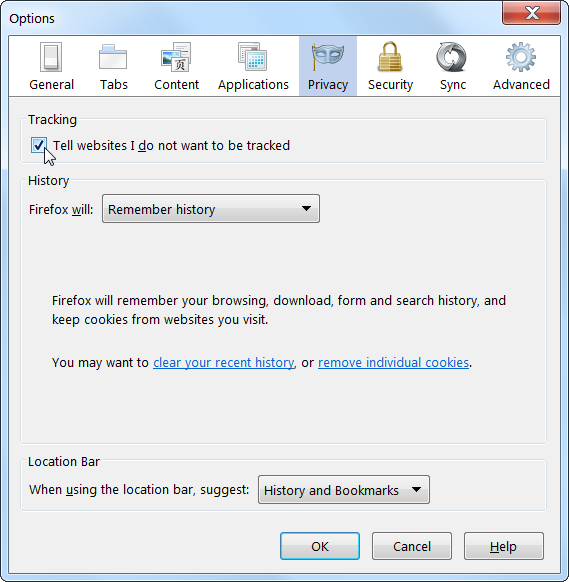 Options
General Tabs Content Applications Privacy Security Sync Advanced
Tracking
Tell websites I do not want to be tracked
History
Firefox will: Remember history
Firefox will remember your browsing, download, form and search history, and
keep cookies from websites you visit.
You may want to clear your recent history, or remove individual cookies.
Location Bar
When using the location bar, suggest: History and Bookmarks
OK Cancel Help